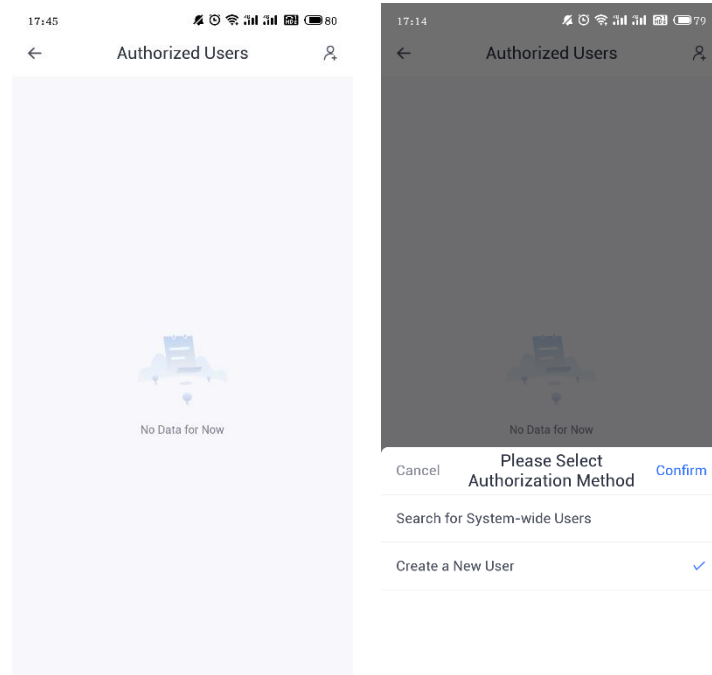 17:45
80
Authorized Users
No Data for Now
17:14
79
Authorized Users
No Data for Now
Cancel
Please Select
Authorization Method
Confirm
Search for System-wide Users
Create a New User